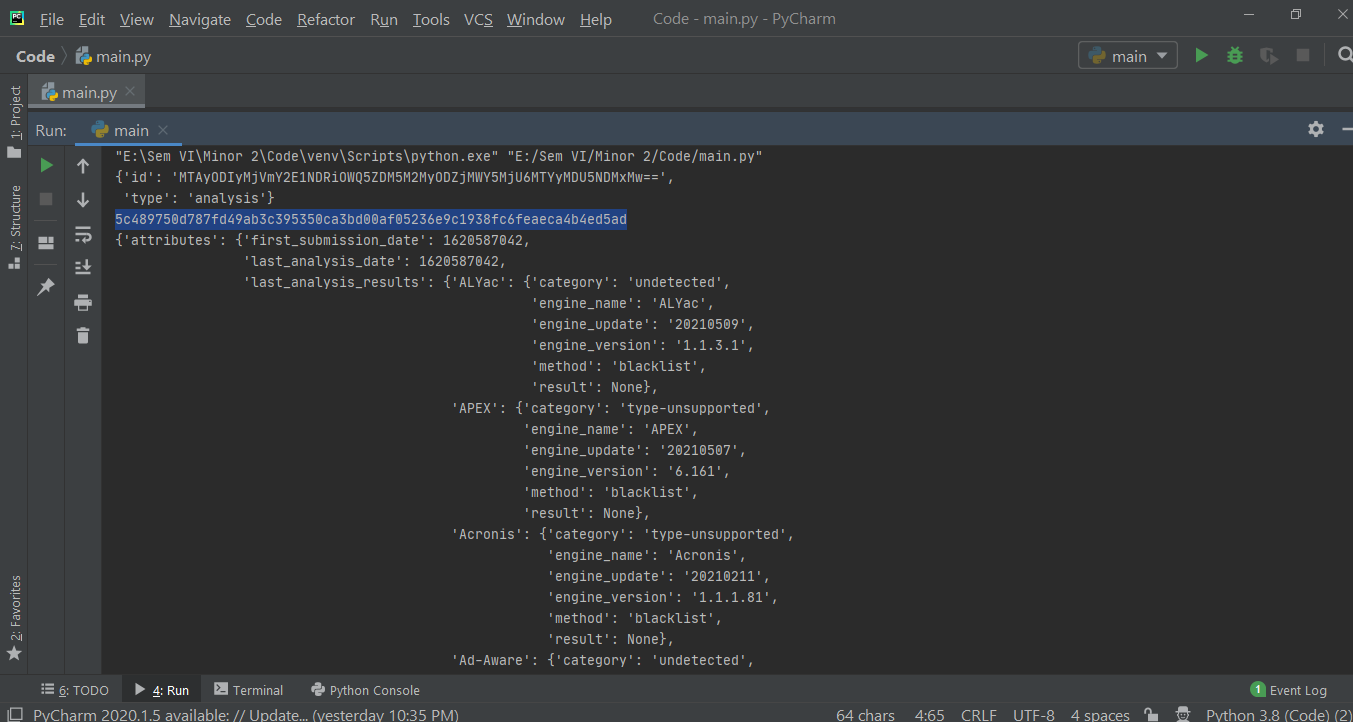 File Edit View Navigate Code Refactor Run Tools VCS Window Help Code - main.py - PyCharm
Code main.py main
main.py
Run: main
1: Project
7: Structure
2: Favorites
"E:\Sem VI\Minor 2\Code\venv\Scripts\python.exe" "E:/Sem VI/Minor 2/Code/main.py"
{'id': 'MTAyODIyMjVmY2E1NDRiOWQ5ZDM5M2MyODZjMWY5MjU6MTYyMDU5NDMxMw==',
'type': 'analysis'}
5c489750d787fd49ab3c395350ca3bd00af05236e9c1938fc6feaeca4b4ed5ad
{'attributes': {'first_submission_date': 1620587042,
'last_analysis_date': 1620587042,
'last_analysis_results': {'ALYac': {'category': 'undetected',
'engine_name': 'ALYac',
'engine_update': '20210509',
'engine_version': '1.1.3.1',
'method': 'blacklist',
'result': None},
'APEX': {'category': 'type-unsupported',
'engine_name': 'APEX',
'engine_update': '20210507',
'engine_version': '6.161',
'method': 'blacklist',
'result': None},
'Acronis': {'category': 'type-unsupported',
'engine_name': 'Acronis',
'engine_update': '20210211',
'engine_version': '1.1.1.81',
'method': 'blacklist',
'result': None},
'Ad-Aware': {'category': 'undetected',
6: TODO 4: Run Terminal Python Console 1 Event Log
PyCharm 2020.1.5 available: // Update... (yesterday 10:35 PM) 64 chars 4:65 CRLF UTF-8 4 spaces Python 3.8 (Code) (2)